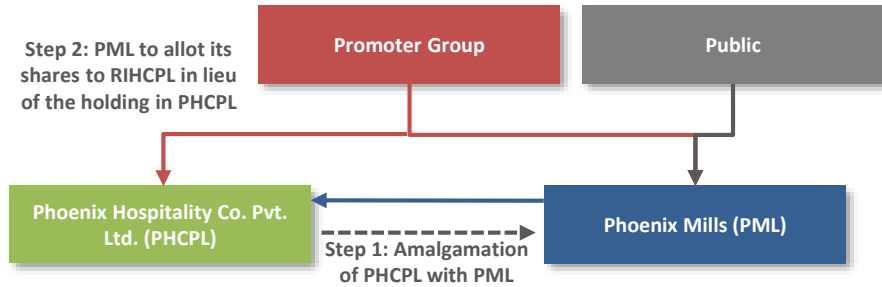 Step 2: PML to allot its
shares to RIHCPL in lieu
of the holding in PHCPL
Promoter Group
Public
Phoenix Hospitality Co. Pvt.
Ltd. (PHCPL)
Phoenix Mills (PML)
Step 1: Amalgamation
of PHCPL with PML